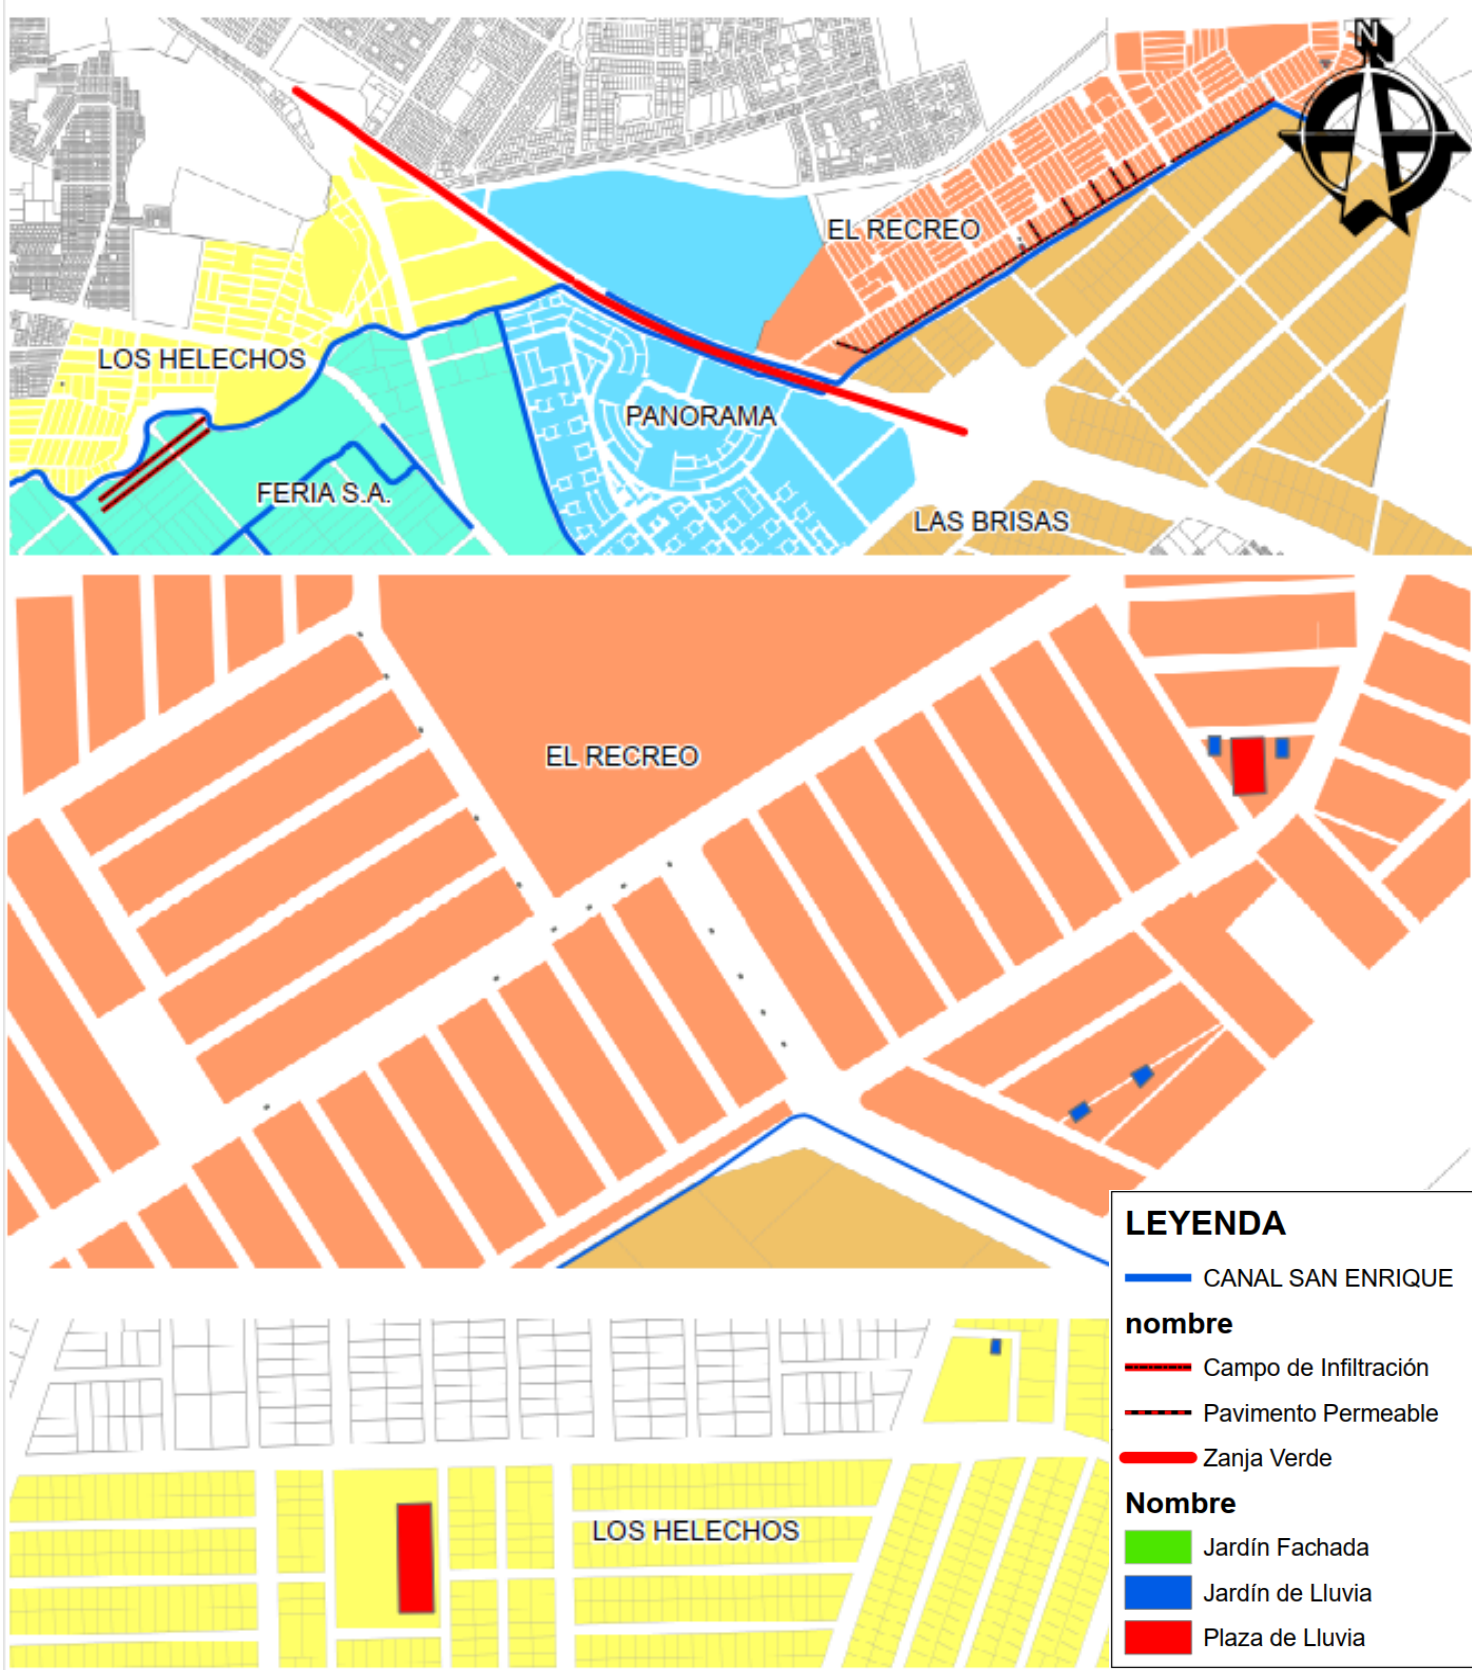 N
EL RECREO
LOS HELECHOS
PANORAMA
FERIA S.A.
LAS BRISAS
EL RECREO
LEYENDA
CANAL SAN ENRIQUE
nombre
Campo de Infiltración
Pavimento Permeable
Zanja Verde
Nombre
Jardín Fachada
Jardín de Lluvia
Plaza de Lluvia
LOS HELECHOS